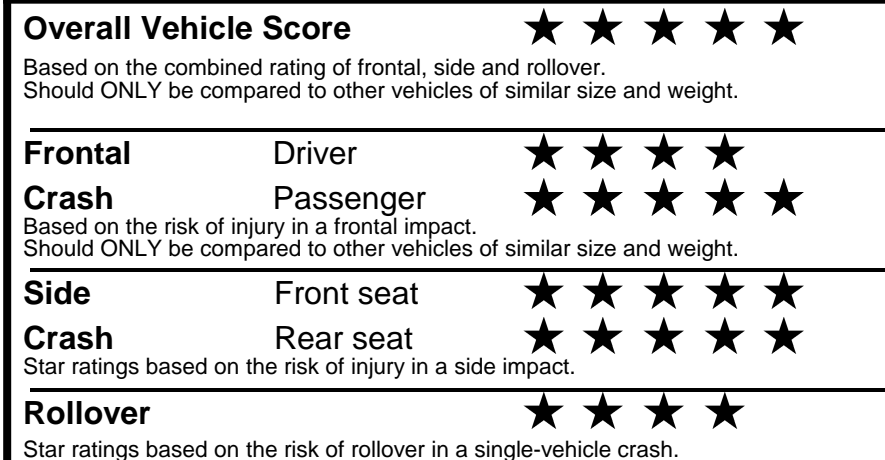 Overall Vehicle Score ★ ★ ★ ★ ★
Based on the combined rating of frontal, side and rollover.
Should ONLY be compared to other vehicles of similar size and weight.
Frontal Driver ★ ★ ★ ★
Crash Passenger ★ ★ ★ ★ ★
Based on the risk of injury in a frontal impact.
Should ONLY be compared to other vehicles of similar size and weight.
Side Front seat ★ ★ ★ ★ ★
Crash Rear seat ★ ★ ★ ★ ★
Star ratings based on the risk of injury in a side impact.
Rollover ★ ★ ★ ★
Star ratings based on the risk of rollover in a single-vehicle crash.